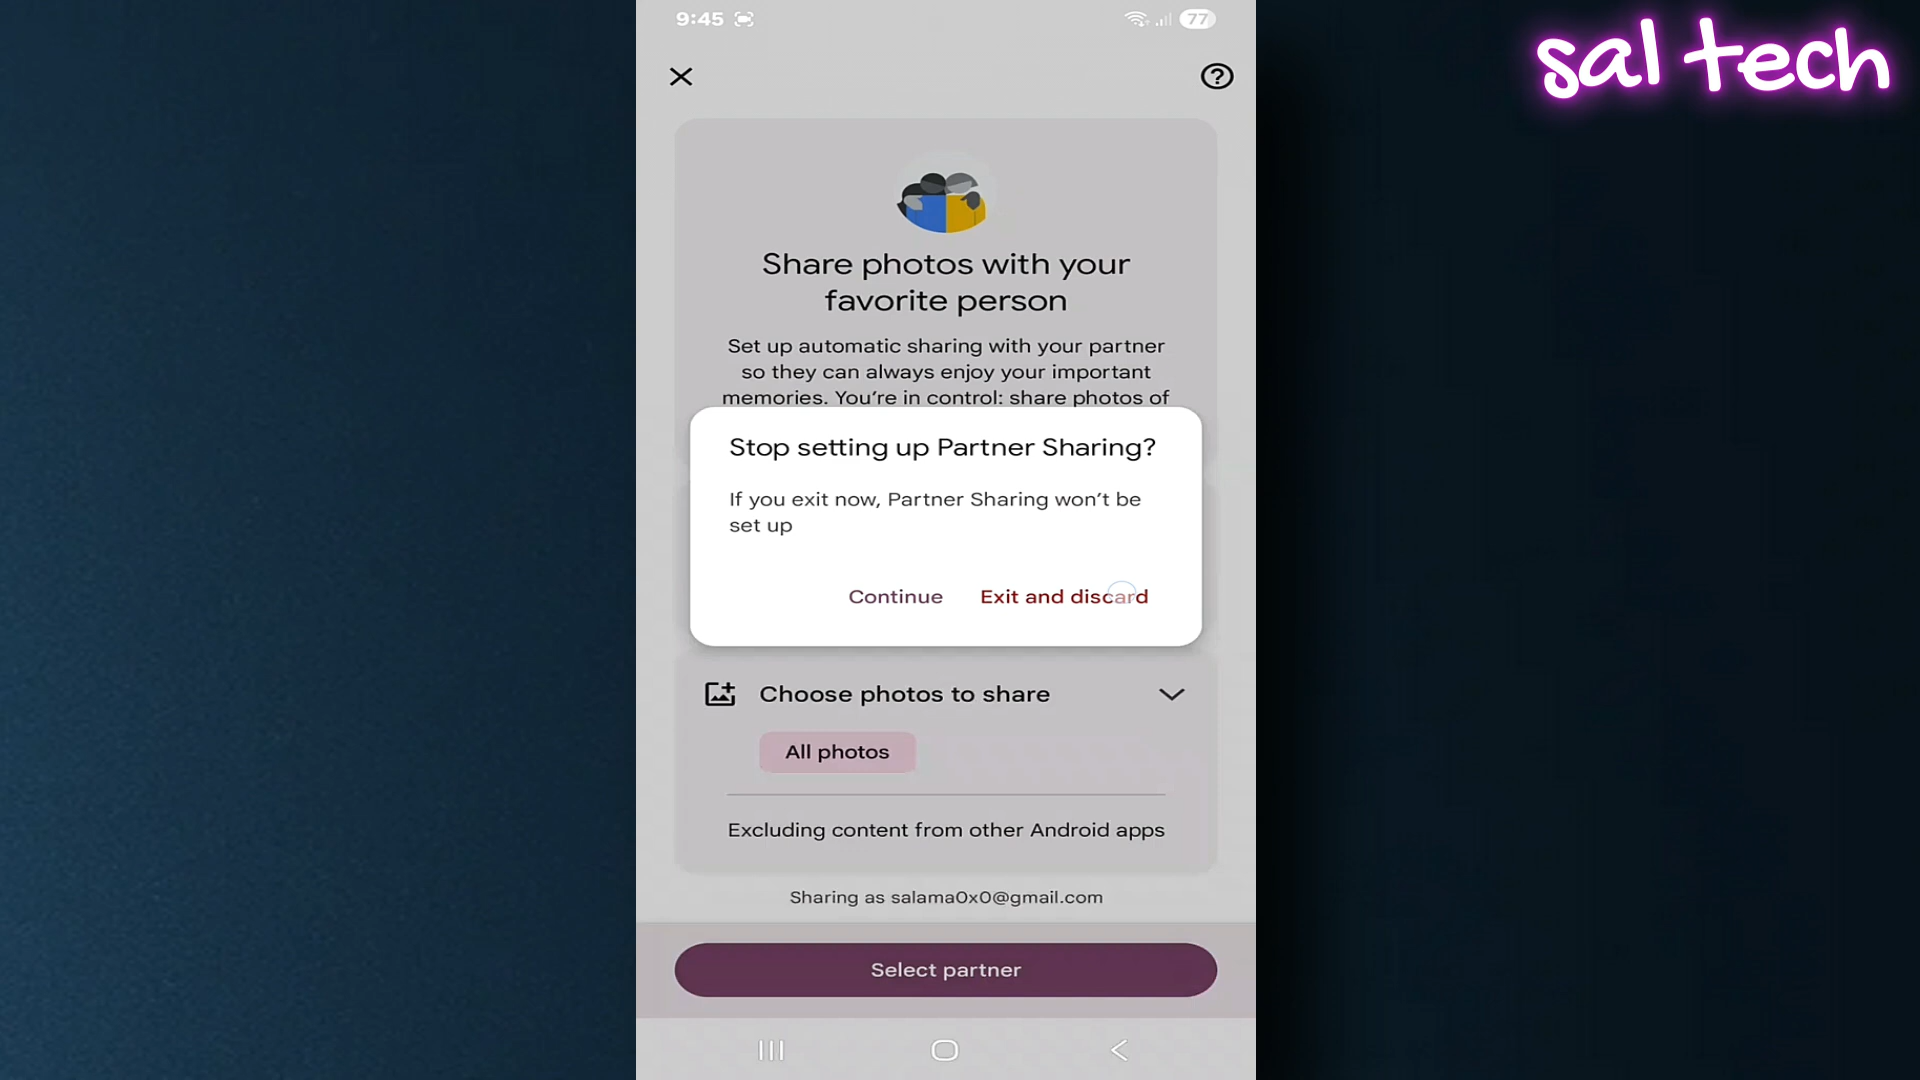 9:45
77
sal tech
Share photos with your
favorite person
Set up automatic sharing with your partner
so they can always enjoy your important
memories. You're in control: share photos of
Stop setting up Partner Sharing?
If you exit now, Partner Sharing won't be
set up
Continue Exit and discard
Choose photos to share
All photos
Excluding content from other Android apps
Sharing as salama0x0@gmail.com
Select partner